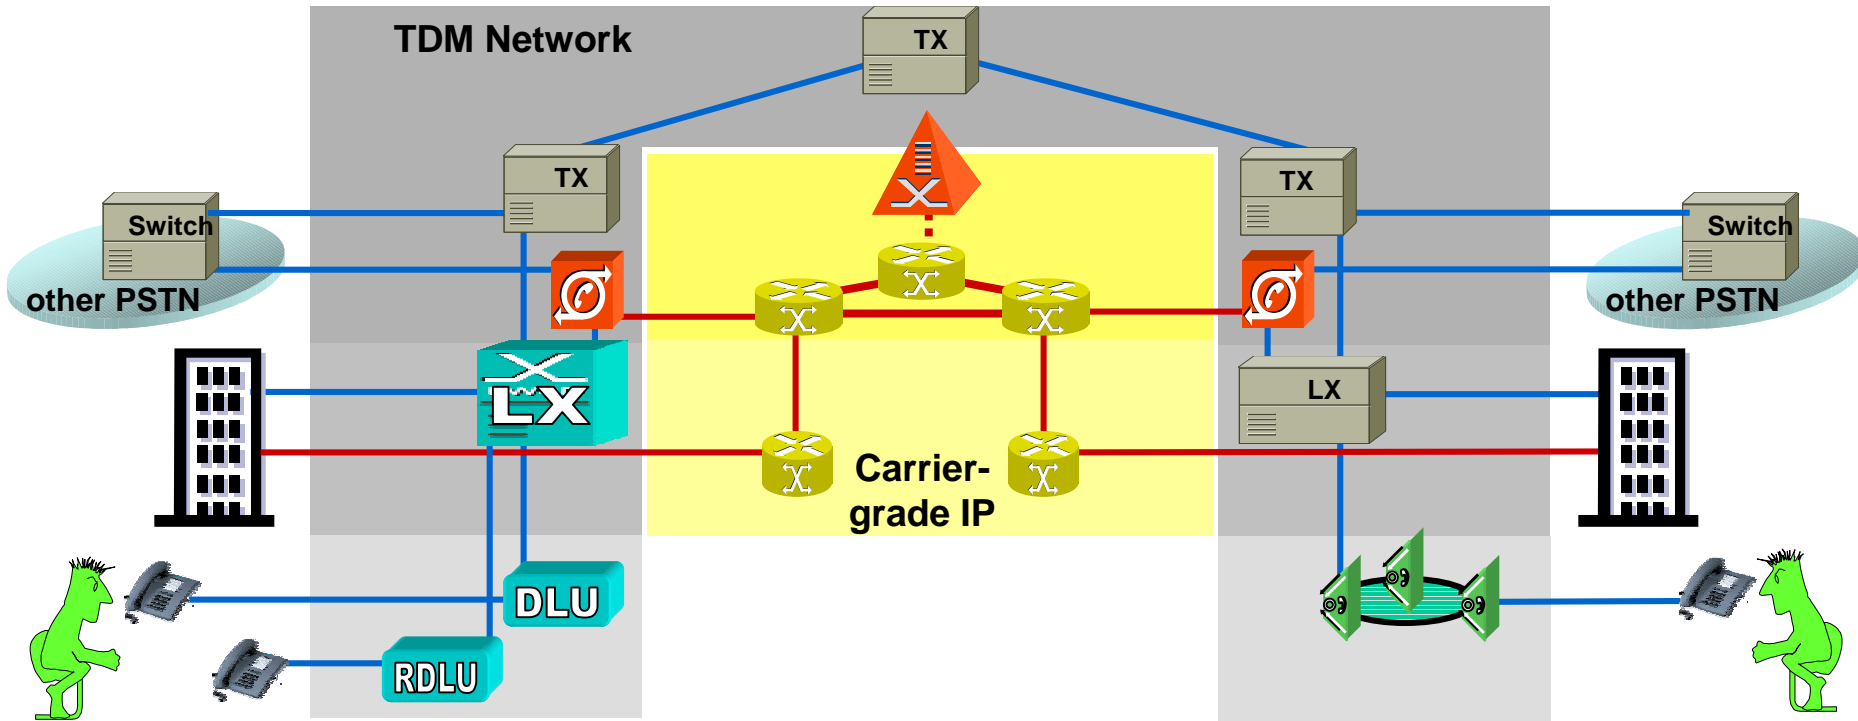 TDM Network
TX
TX
TX
Switch
Switch
other PSTN
other PSTN
LX
LX
Carrier-
grade IP
DLU
RDLU